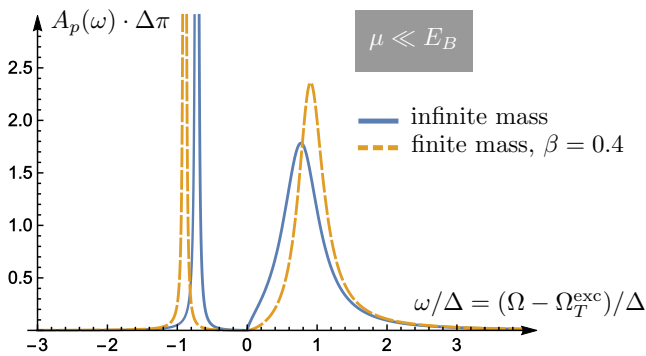 A_p(ω) · Δπ
μ ≪ E_B
2.5
2.0
1.5
1.0
0.5
infinite mass
finite mass, β = 0.4
ω/Δ = (Ω − Ω_T^exc)/Δ
−3 −2 −1 0 1 2 3